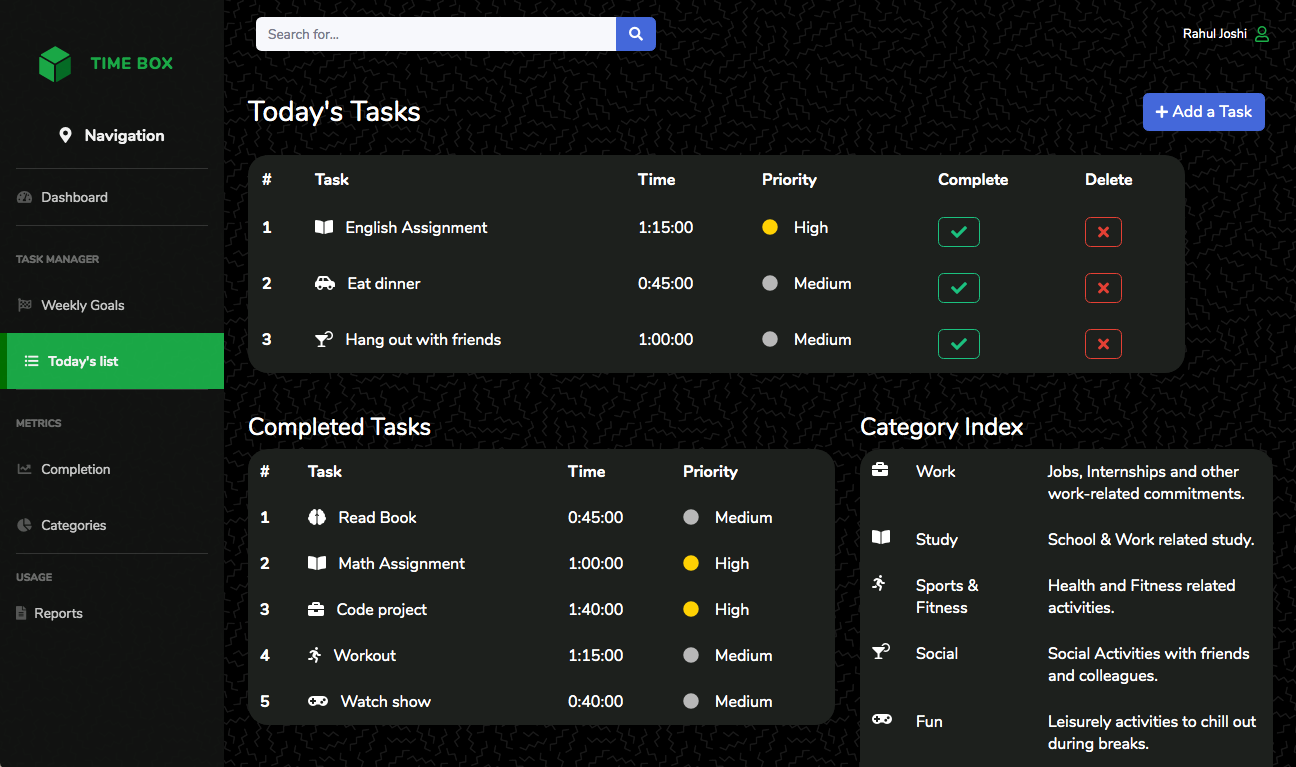 TIME BOX
Navigation
Dashboard
TASK MANAGER
Weekly Goals
Today's list
METRICS
Completion
Categories
USAGE
Reports
Search for...
Rahul Joshi
Today's Tasks
+ Add a Task
# Task Time Priority Complete Delete
1 English Assignment 1:15:00 High
2 Eat dinner 0:45:00 Medium
3 Hang out with friends 1:00:00 Medium
Completed Tasks
# Task Time Priority
1 Read Book 0:45:00 Medium
2 Math Assignment 1:00:00 High
3 Code project 1:40:00 High
4 Workout 1:15:00 Medium
5 Watch show 0:40:00 Medium
Category Index
Work Jobs, Internships and other
work-related commitments.
Study School & Work related study.
Sports & Health and Fitness related
Fitness activities.
Social Social Activities with friends
and colleagues.
Fun Leisurely activities to chill out
during breaks.